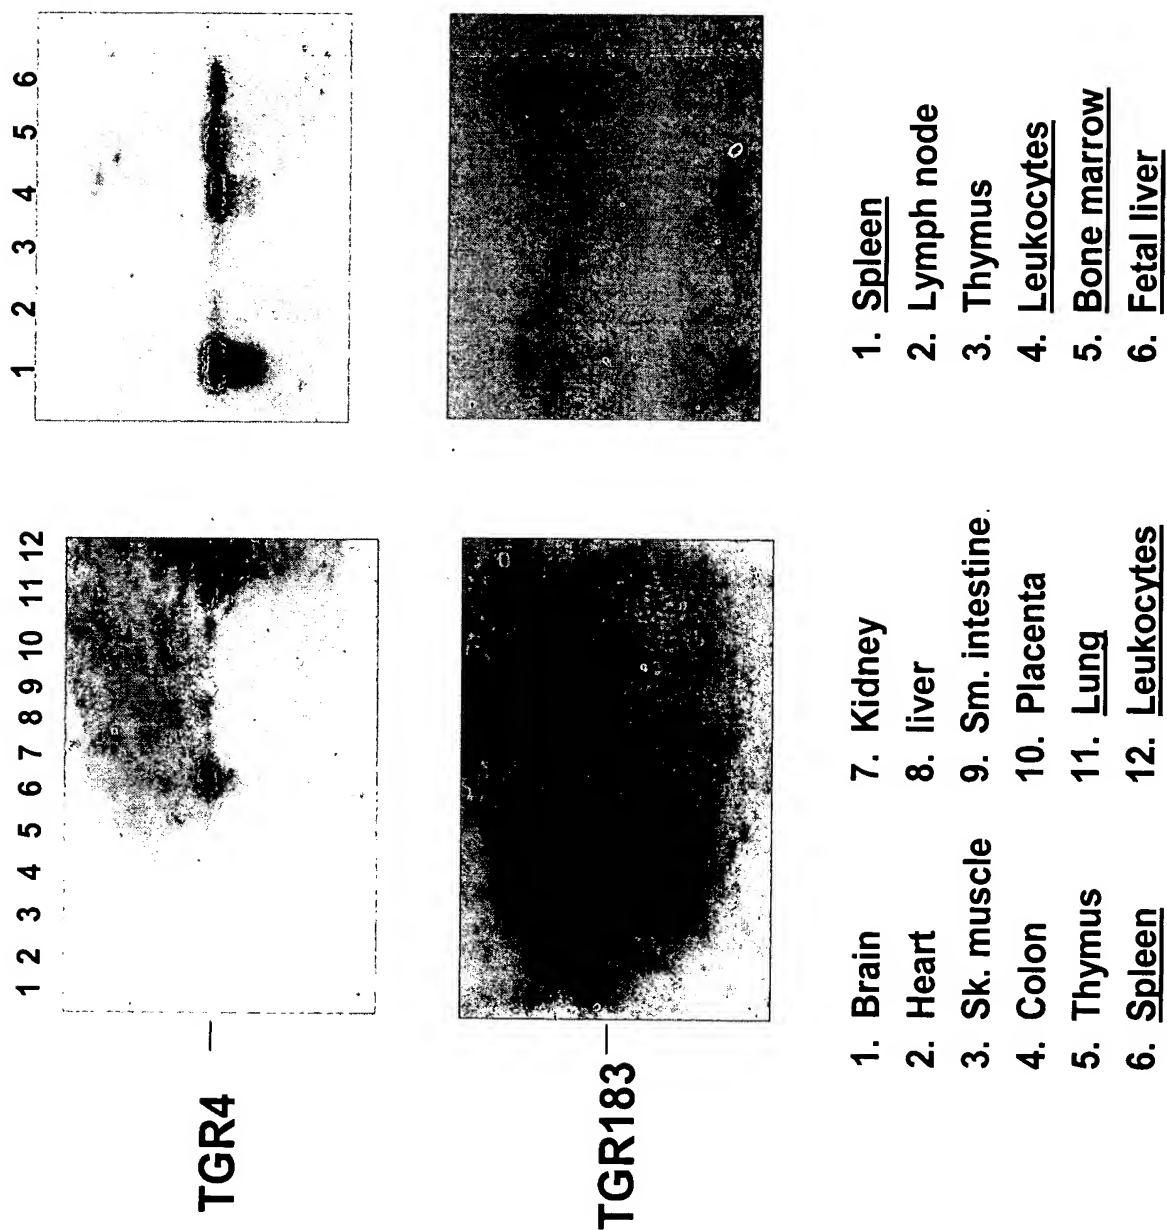 1 2 3 4 5 6 7 8 9 10 11 12
1 2 3 4 5 6
TGR4
TGR183
1. Brain
2. Heart
3. Sk. muscle
4. Colon
5. Thymus
6. Spleen
7. Kidney
8. liver
9. Sm. intestine
10. Placenta
11. Lung
12. Leukocytes
1. Spleen
2. Lymph node
3. Thymus
4. Leukocytes
5. Bone marrow
6. Fetal liver